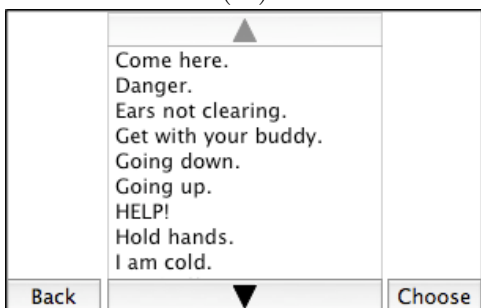 Come here.
Danger.
Ears not clearing.
Get with your buddy.
Going down.
Going up.
HELP!
Hold hands.
I am cold.
Back
Choose